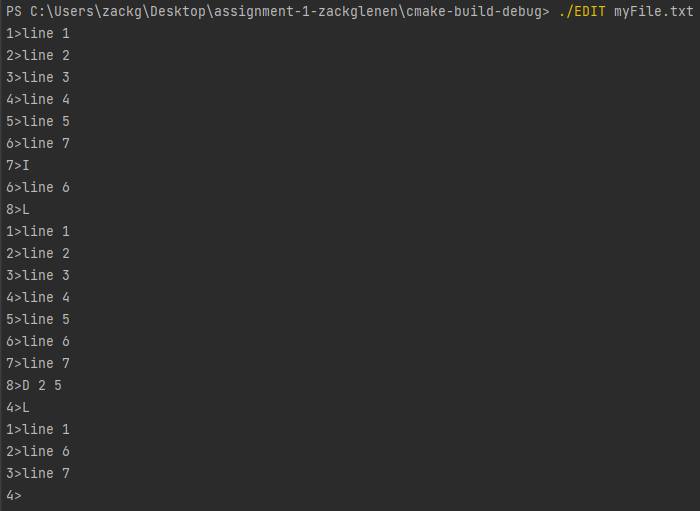 PS C:\Users\zackg\Desktop\assignment-1-zackglenen\cmake-build-debug> ./EDIT myFile.txt
1>line 1
2>line 2
3>line 3
4>line 4
5>line 5
6>line 7
7>I
6>line 6
8>L
1>line 1
2>line 2
3>line 3
4>line 4
5>line 5
6>line 6
7>line 7
8>D 2 5
4>L
1>line 1
2>line 6
3>line 7
4>